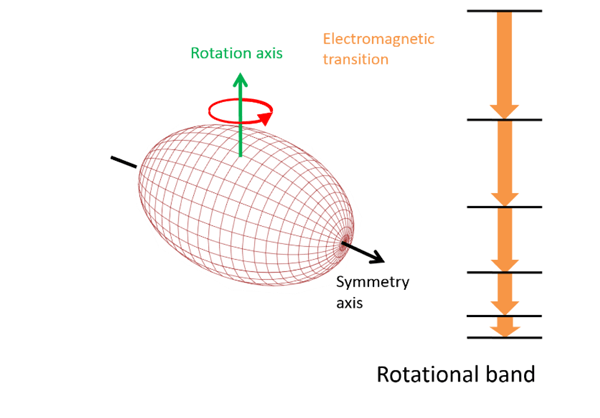 Electromagnetic
transition
Rotation axis
Symmetry
axis
Rotational band